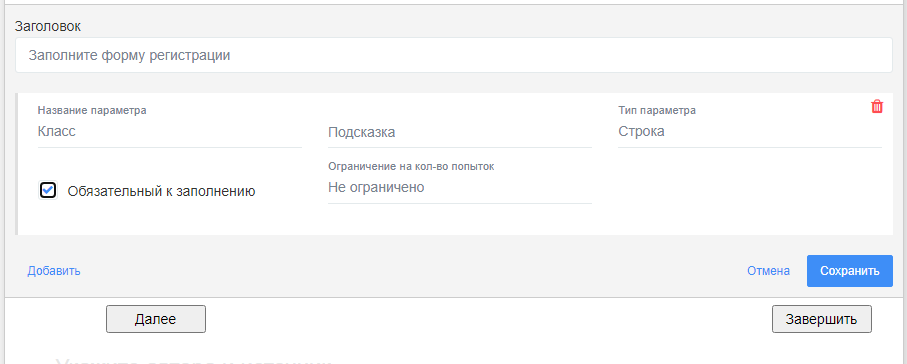 Заголовок
Заполните форму регистрации
Название параметра
Тип параметра
Класс
Подсказка
Строка
Ограничение на кол-во попыток
Обязательный к заполнению
Не ограничено
Добавить
Отмена
Сохранить
Далее
Завершить